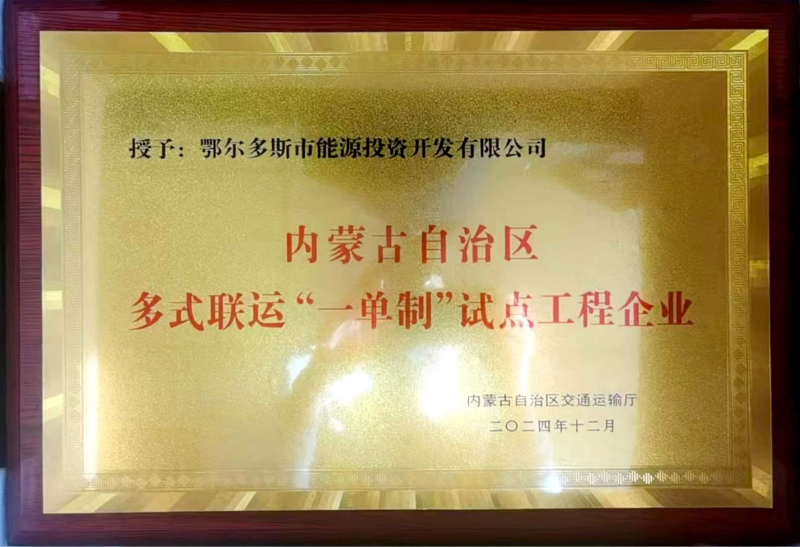 授予：鄂尔多斯市能源投资开发有限公司
内蒙古自治区
多式联运“一单制”试点工程企业
内蒙古自治区交通运输厅
二〇二四年十二月